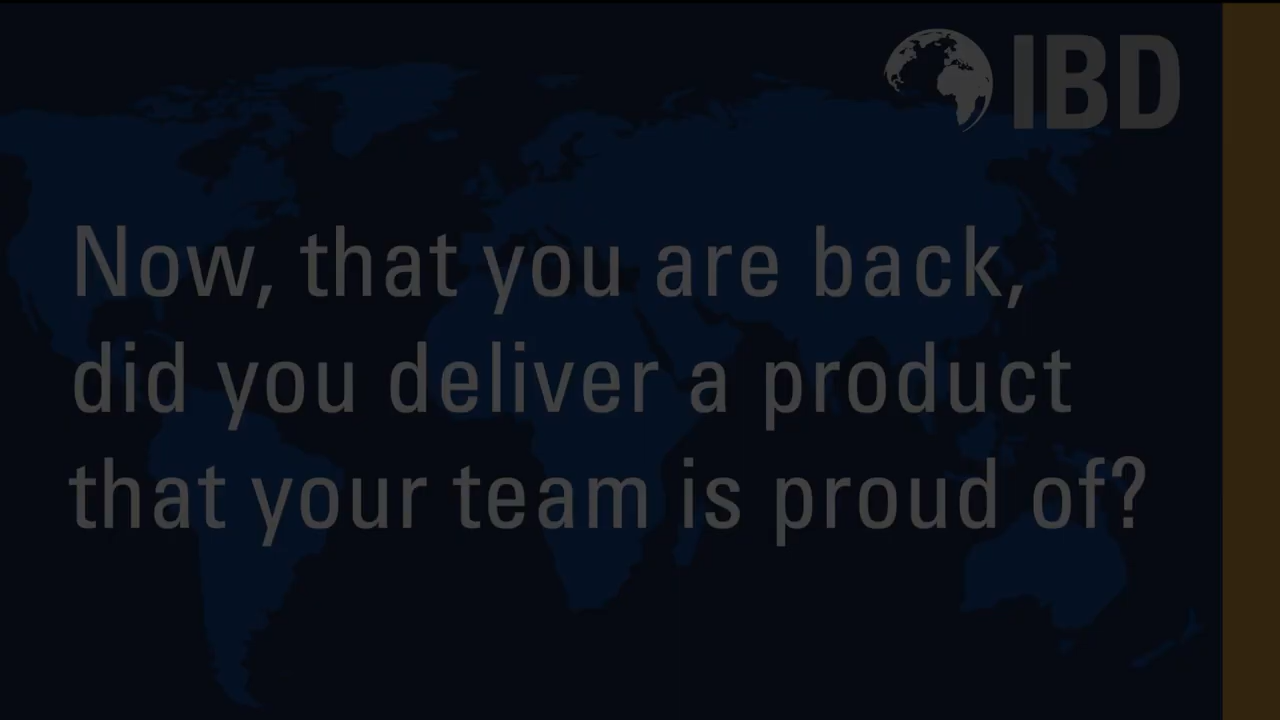 IBD
Now, that you are back,
did you deliver a product
that your team is proud of?